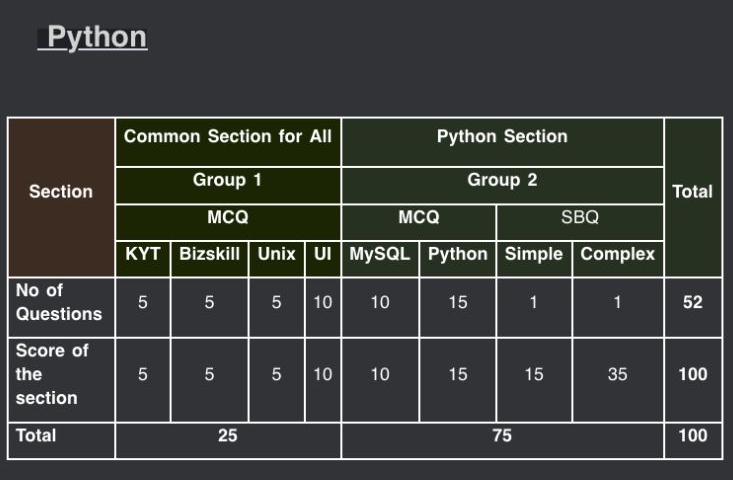 Python
Common Section for All Python Section
Section Group 1 Group 2 Total
MCQ MCQ SBQ
KYT Bizskill Unix UI MySQL Python Simple Complex
No of
Questions 5 5 5 10 10 15 1 1 52
Score of
the 5 5 5 10 10 15 15 35 100
section
Total 25 75 100